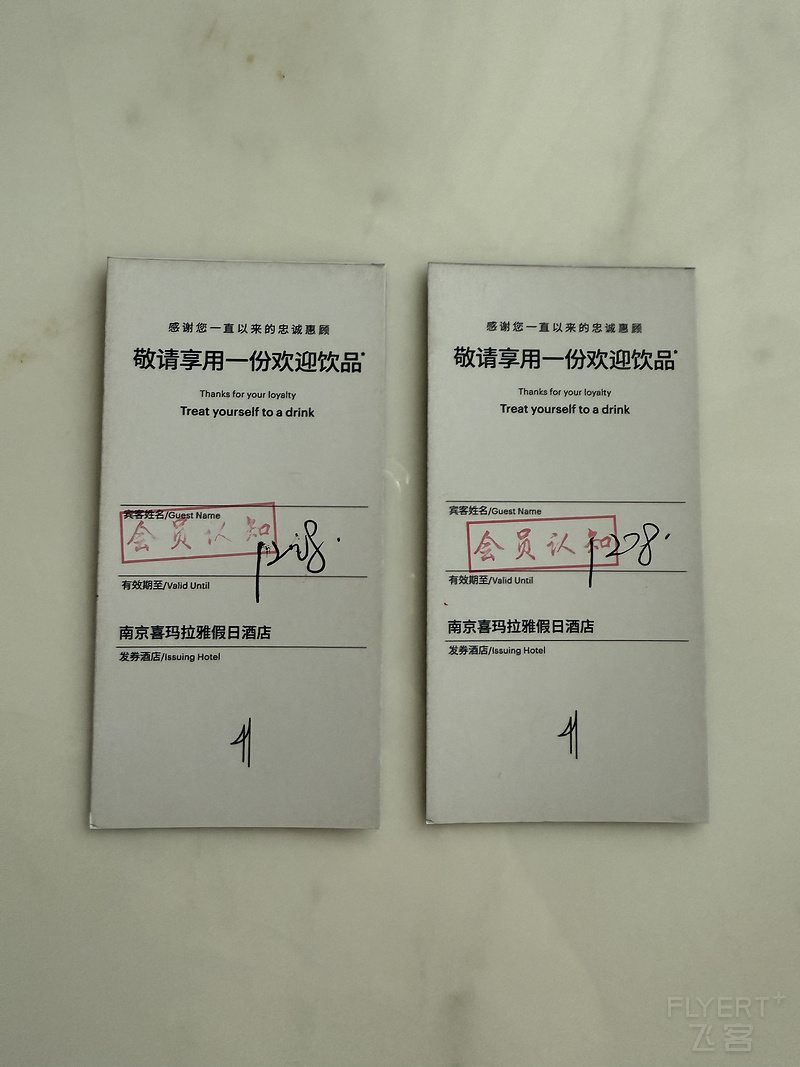 感谢您一直以来的忠诚惠顾
敬请享用一份欢迎饮品*
Thanks for your loyalty
Treat yourself to a drink
宾客姓名/Guest Name
会员认知
有效期至/Valid Until
南京喜玛拉雅假日酒店
发券酒店/Issuing Hotel
感谢您一直以来的忠诚惠顾
敬请享用一份欢迎饮品*
Thanks for your loyalty
Treat yourself to a drink
宾客姓名/Guest Name
会员认知
有效期至/Valid Until
南京喜玛拉雅假日酒店
发券酒店/Issuing Hotel
FLYERT+
飞客